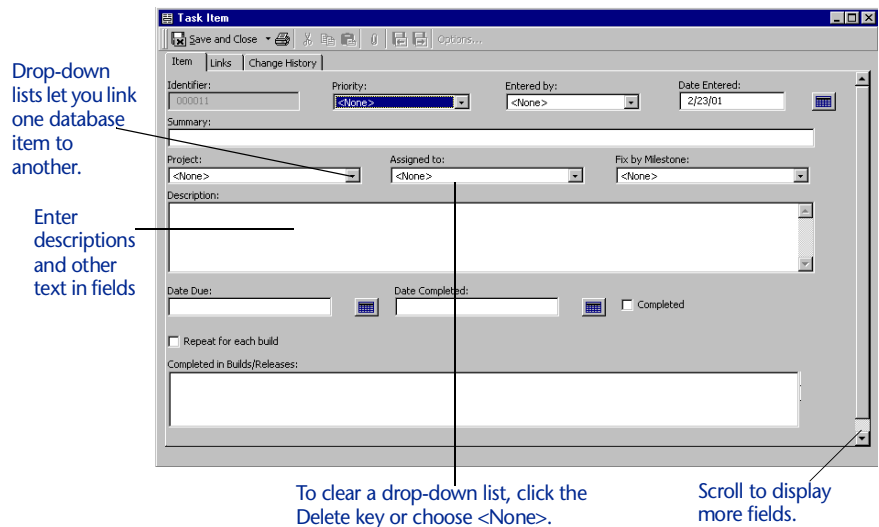 Task Item
Save and Close Options...
Item Links Change History
Identifier: Priority: Entered by: Date Entered:
000011 <None> <None> 2/23/01
Summary:
Project: Assigned to: Fix by Milestone:
<None> <None> <None>
Description:
Date Due: Date Completed:
Completed
Repeat for each build
Completed in Builds/Releases:
Drop-down
lists let you link
one database
item to
another.
Enter
descriptions
and other
text in fields
To clear a drop-down list, click the
Delete key or choose <None>.
Scroll to display
more fields.